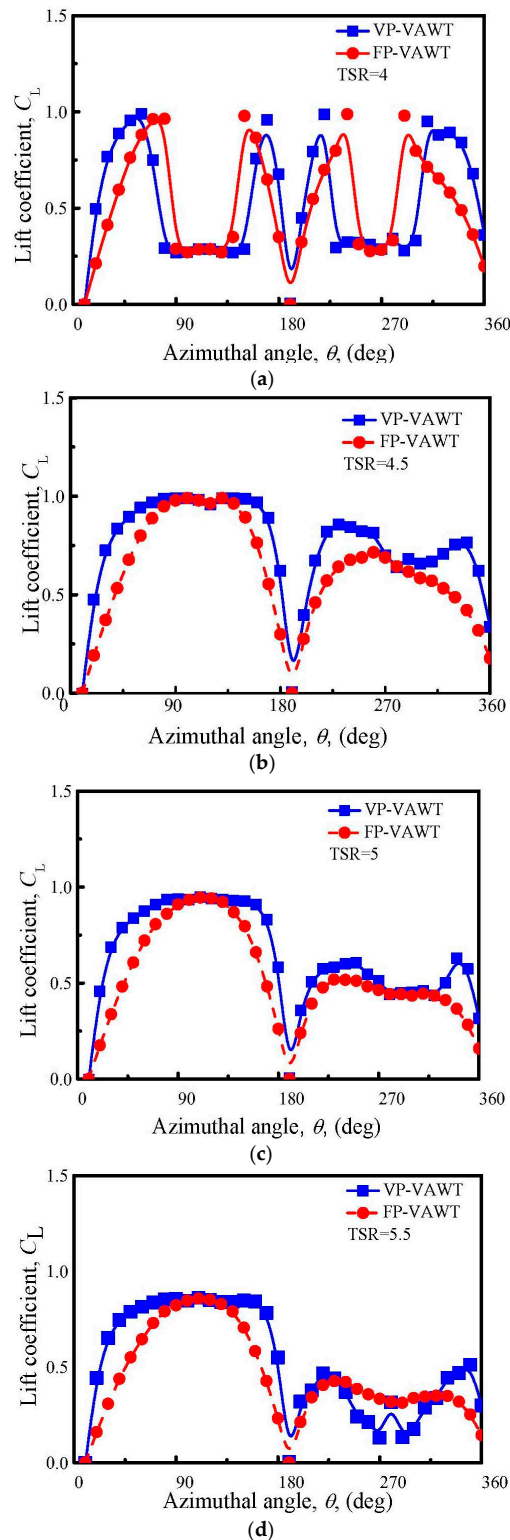 1.5
VP-VAWT
FP-VAWT
TSR=4
1.0
0.5
0.0
Lift coefficient, CL
0 90 180 270 360
Azimuthal angle, θ, (deg)
(a)
1.5
VP-VAWT
FP-VAWT
TSR=4.5
1.0
0.5
0.0
Lift coefficient, CL
0 90 180 270 360
Azimuthal angle, θ, (deg)
(b)
1.5
VP-VAWT
FP-VAWT
TSR=5
1.0
0.5
0.0
Lift coefficient, CL
0 90 180 270 360
Azimuthal angle, θ, (deg)
(c)
1.5
VP-VAWT
FP-VAWT
TSR=5.5
1.0
0.5
0.0
Lift coefficient, CL
0 90 180 270 360
Azimuthal angle, θ, (deg)
(d)